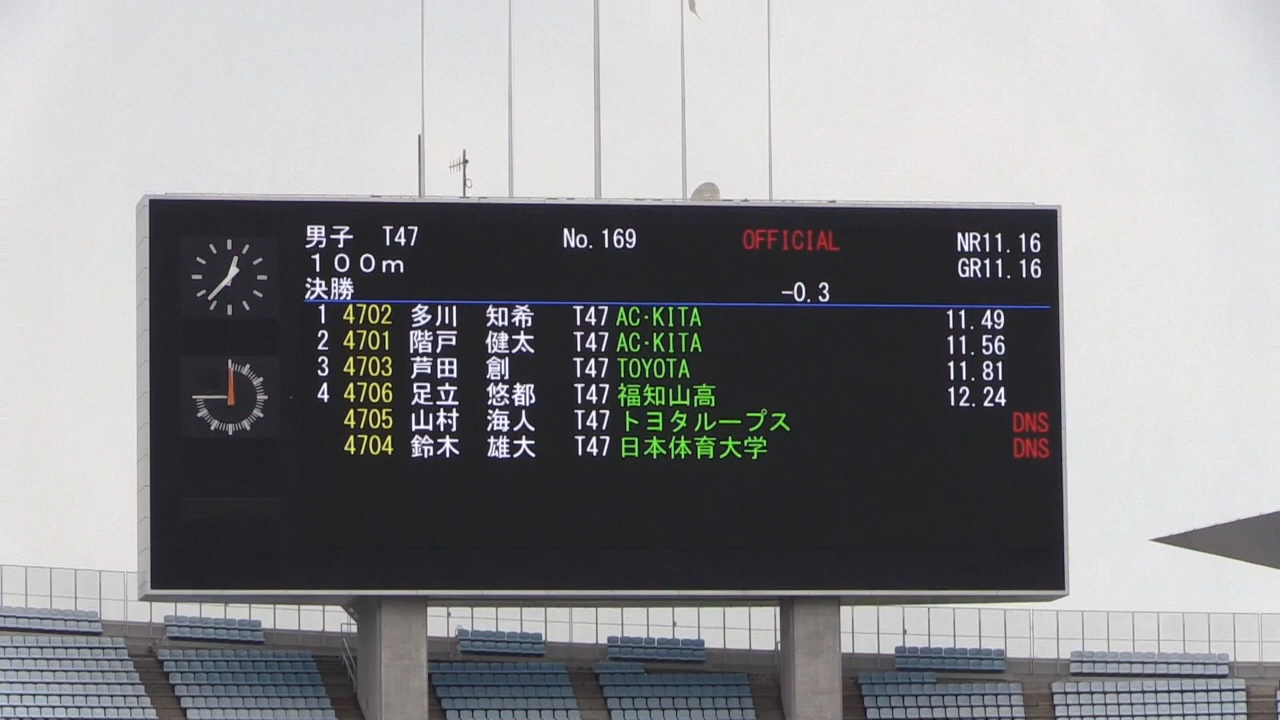 男子 T47 No.169 OFFICIAL NR11.16
100m GR11.16
決勝 -0.3
1 4702 多川 知希 T47 AC·KITA 11.49
2 4701 階戸 健太 T47 AC·KITA 11.56
3 4703 芦田 創 T47 TOYOTA 11.81
4 4706 足立 悠都 T47 福知山高 12.24
4705 山村 海人 T47 トヨタループス DNS
4704 鈴木 雄大 T47 日本体育大学 DNS